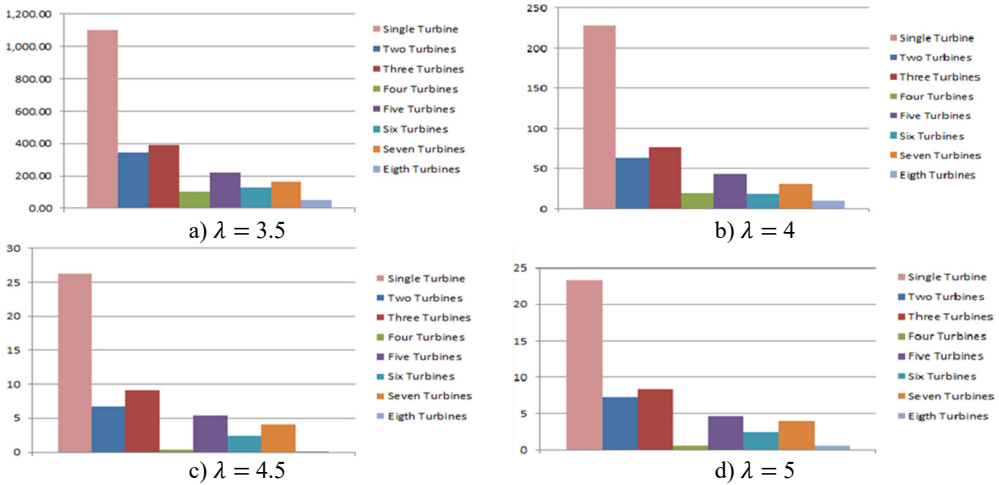 1,200.00
1,000.00
800.00
600.00
400.00
200.00
0.00
Single Turbine
Two Turbines
Three Turbines
Four Turbines
Five Turbines
Six Turbines
Seven Turbines
Eigth Turbines
a) λ = 3.5
250
200
150
100
50
0
Single Turbine
Two Turbines
Three Turbines
Four Turbines
Five Turbines
Six Turbines
Seven Turbines
Eigth Turbines
b) λ = 4
30
25
20
15
10
5
0
Single Turbine
Two Turbines
Three Turbines
Four Turbines
Five Turbines
Six Turbines
Seven Turbines
Eigth Turbines
c) λ = 4.5
25
20
15
10
5
0
Single Turbine
Two Turbines
Three Turbines
Four Turbines
Five Turbines
Six Turbines
Seven Turbines
Eigth Turbines
d) λ = 5